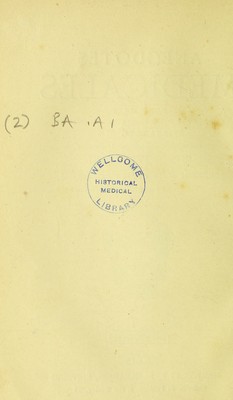 (2) BA .A1
WELLCOME
HISTORICAL
MEDICAL
LIBRARY